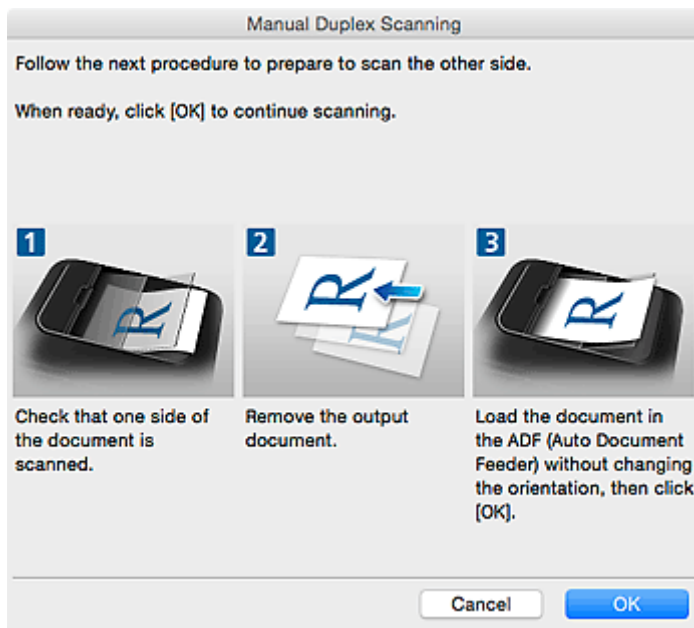 Manual Duplex Scanning
Follow the next procedure to prepare to scan the other side.
When ready, click [OK] to continue scanning.
1
2
3
R
R
R
R
Check that one side of
the document is
scanned.
Remove the output
document.
Load the document in
the ADF (Auto Document
Feeder) without changing
the orientation, then click
[OK].
Cancel
OK